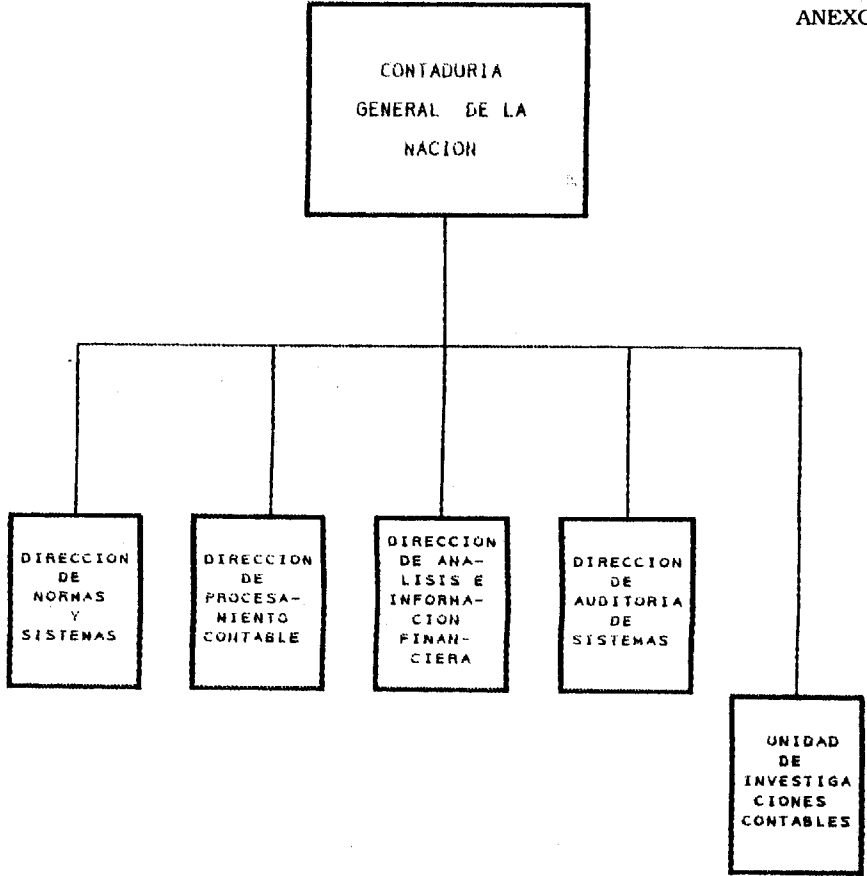 ANEXO
CONTADURIA
GENERAL DE LA
NACION
DIRECCION
DE
NORMAS
Y
SISTEMAS
DIRECCION
DE
PROCESA-
MIENTO
CONTABLE
DIRECCION
DE ANA-
LISIS E
INFORMA-
CION
FINAN-
CIERA
DIRECCION
DE
AUDITORIA
DE
SISTEMAS
UNIDAD
DE
INVESTIGA
CIONES
CONTABLES